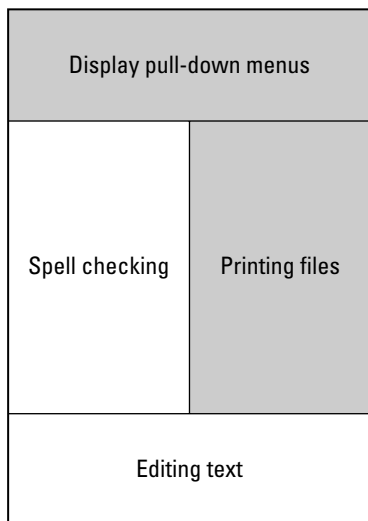 Display pull-down menus
Spell checking
Printing files
Editing text